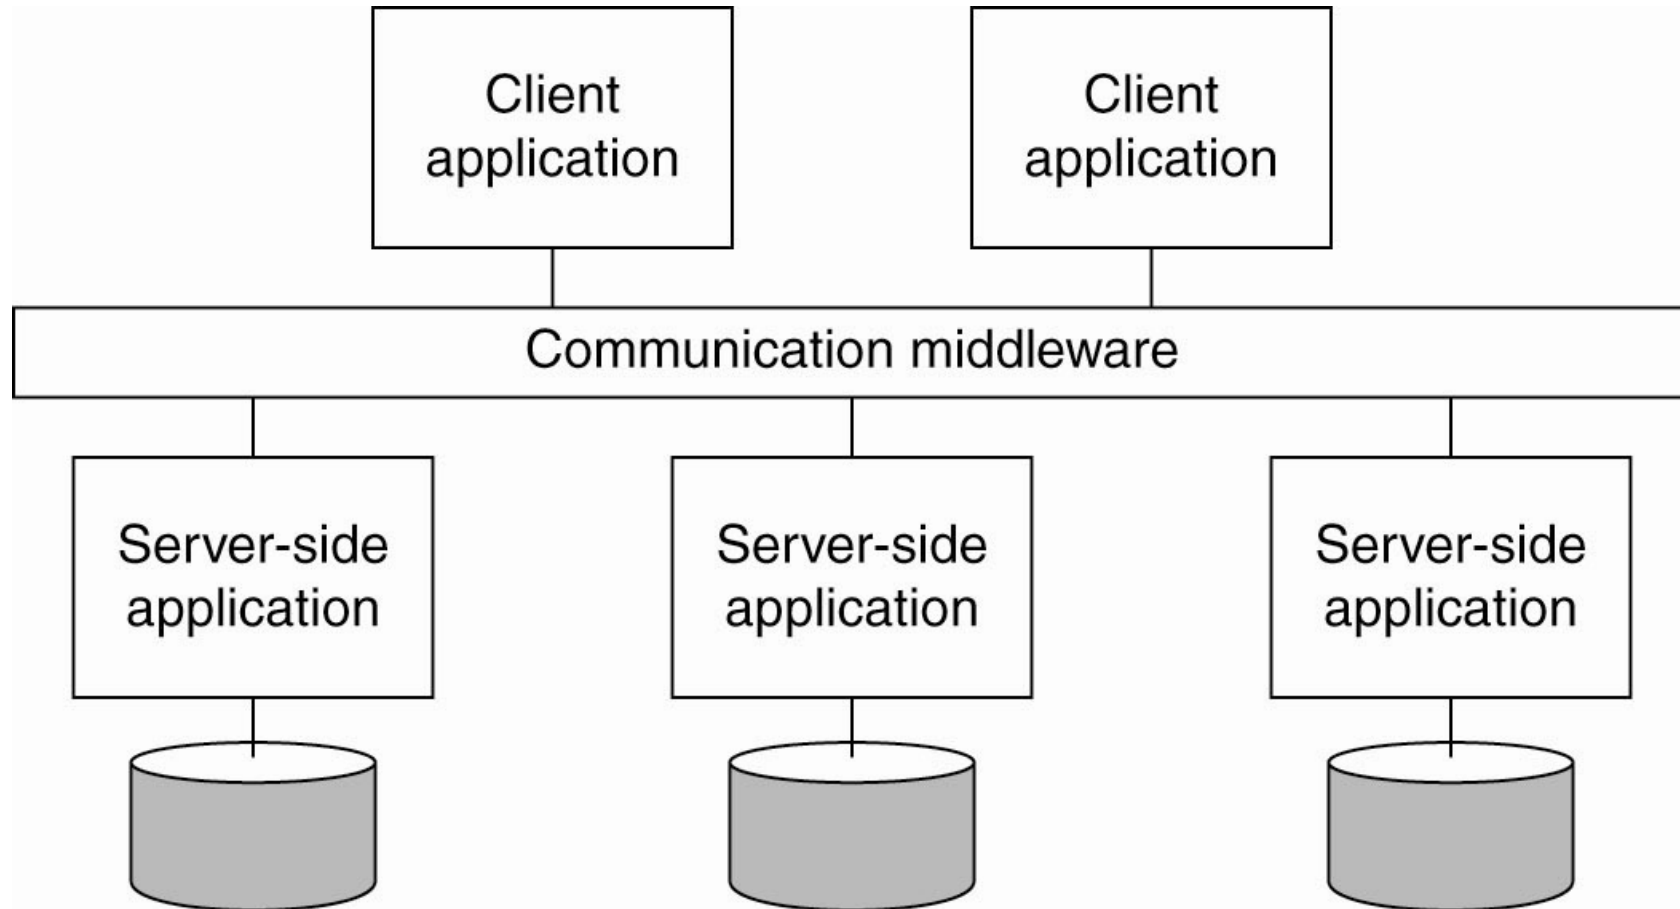 Client
application
Client
application
Communication middleware
Server-side
application
Server-side
application
Server-side
application